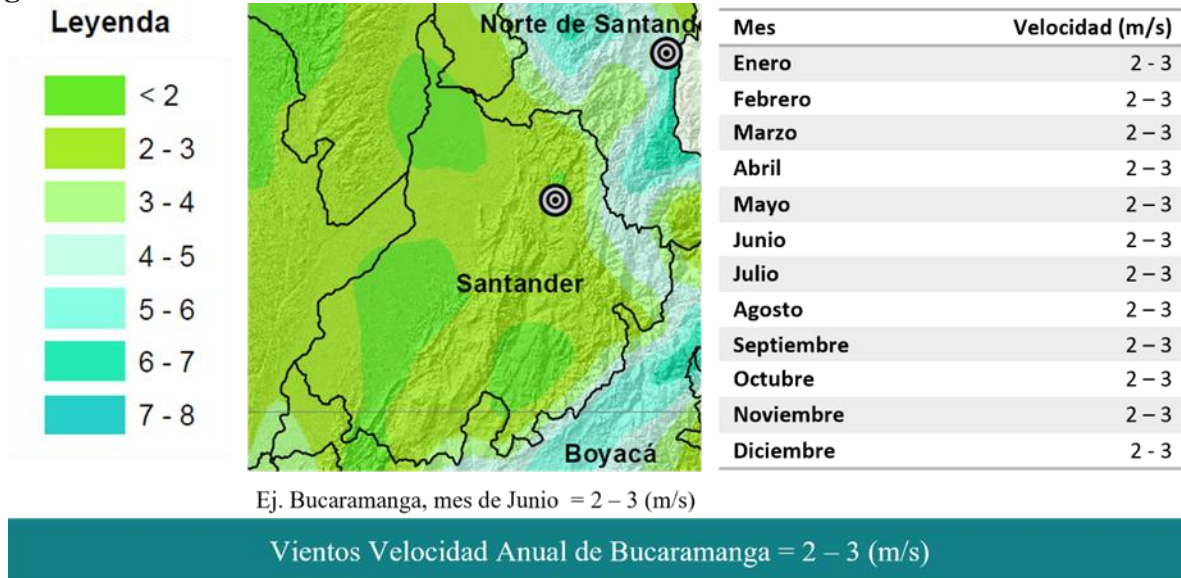 Leyenda
< 2
2 - 3
3 - 4
4 - 5
5 - 6
6 - 7
7 - 8
Norte de Santand
Santander
Boyacá
Mes Velocidad (m/s)
Enero 2 - 3
Febrero 2 – 3
Marzo 2 – 3
Abril 2 – 3
Mayo 2 – 3
Junio 2 – 3
Julio 2 – 3
Agosto 2 – 3
Septiembre 2 – 3
Octubre 2 – 3
Noviembre 2 – 3
Diciembre 2 - 3
Ej. Bucaramanga, mes de Junio = 2 – 3 (m/s)
Vientos Velocidad Anual de Bucaramanga = 2 – 3 (m/s)